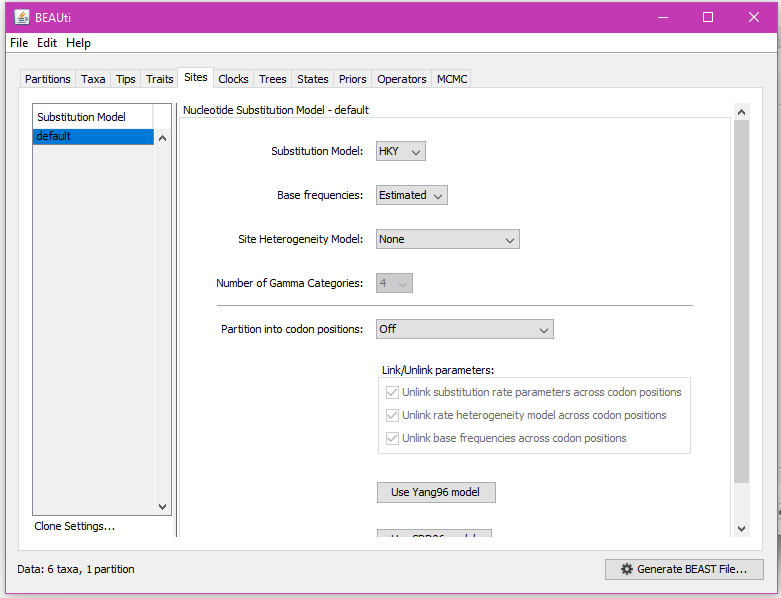 BEAUti
File Edit Help
Partitions Taxa Tips Traits Sites Clocks Trees States Priors Operators MCMC
Substitution Model
default
Nucleotide Substitution Model - default
Substitution Model: HKY
Base frequencies: Estimated
Site Heterogeneity Model: None
Number of Gamma Categories: 4
Partition into codon positions: Off
Link/Unlink parameters:
Unlink substitution rate parameters across codon positions
Unlink rate heterogeneity model across codon positions
Unlink base frequencies across codon positions
Use Yang96 model
Clone Settings...
Data: 6 taxa, 1 partition
Generate BEAST File...